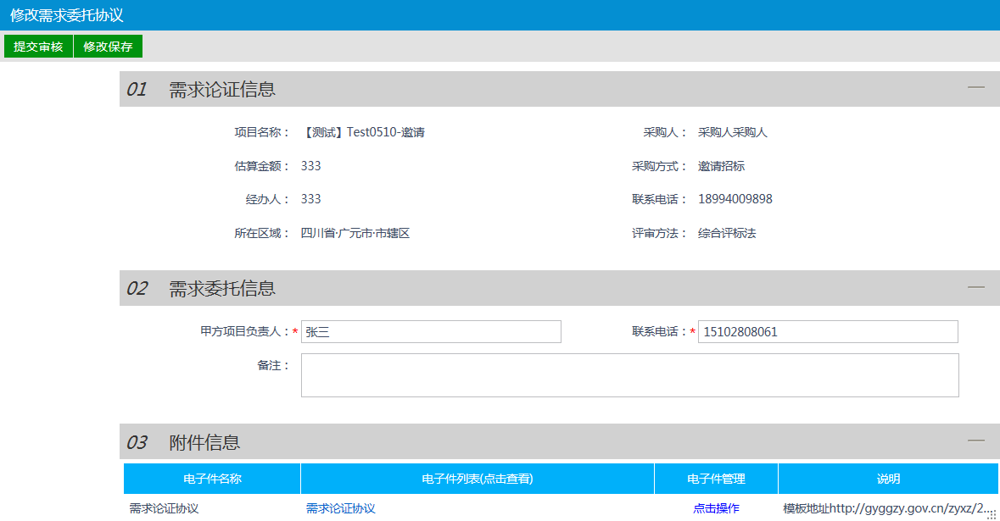 修改需求委托协议
提交审核 修改保存
01 需求论证信息
项目名称： 【测试】Test0510-邀请 采购人： 采购人采购人
估算金额： 333 采购方式： 邀请招标
经办人： 333 联系电话： 18994009898
所在区域： 四川省·广元市·市辖区 评审方法： 综合评标法
02 需求委托信息
甲方项目负责人：* 张三 联系电话：* 15102808061
备注：
03 附件信息
电子件名称 电子件列表(点击查看) 电子件管理 说明
需求论证协议 需求论证协议 点击操作 模板地址http://gyggzy.gov.cn/zyxz/2...